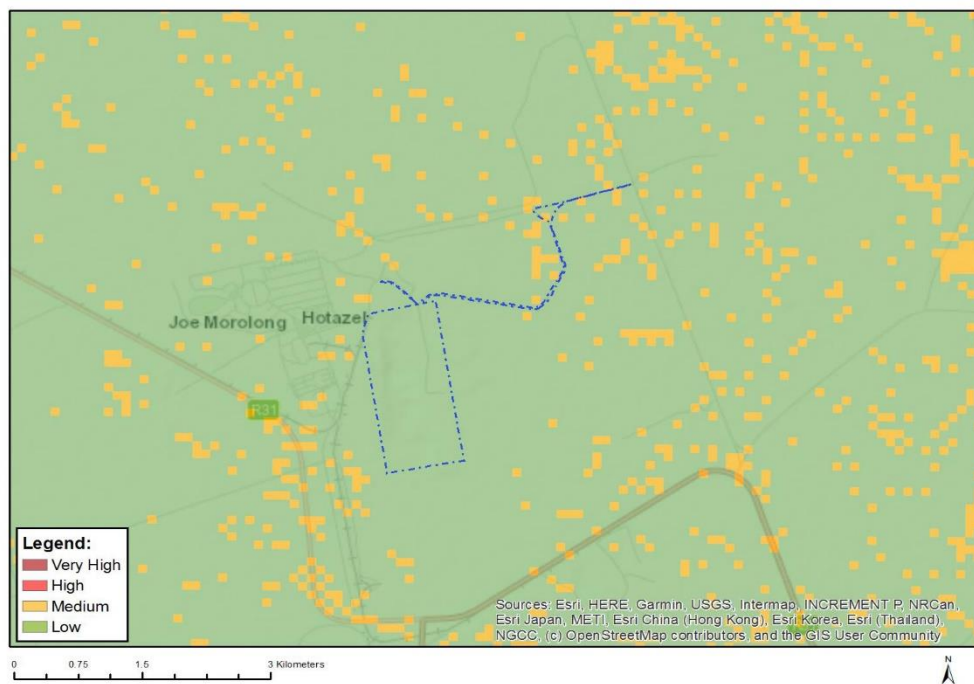 Joe Morolong
Hotazel
R31
Legend:
Very High
High
Medium
Low
Sources: Esri, HERE, Garmin, USGS, Intermap, INCREMENT P, NRCan,
Esri Japan, METI, Esri China (Hong Kong), Esri Korea, Esri (Thailand),
NGCC, (c) OpenStreetMap contributors, and the GIS User Community
0 0.75 1.5 3 Kilometers
N